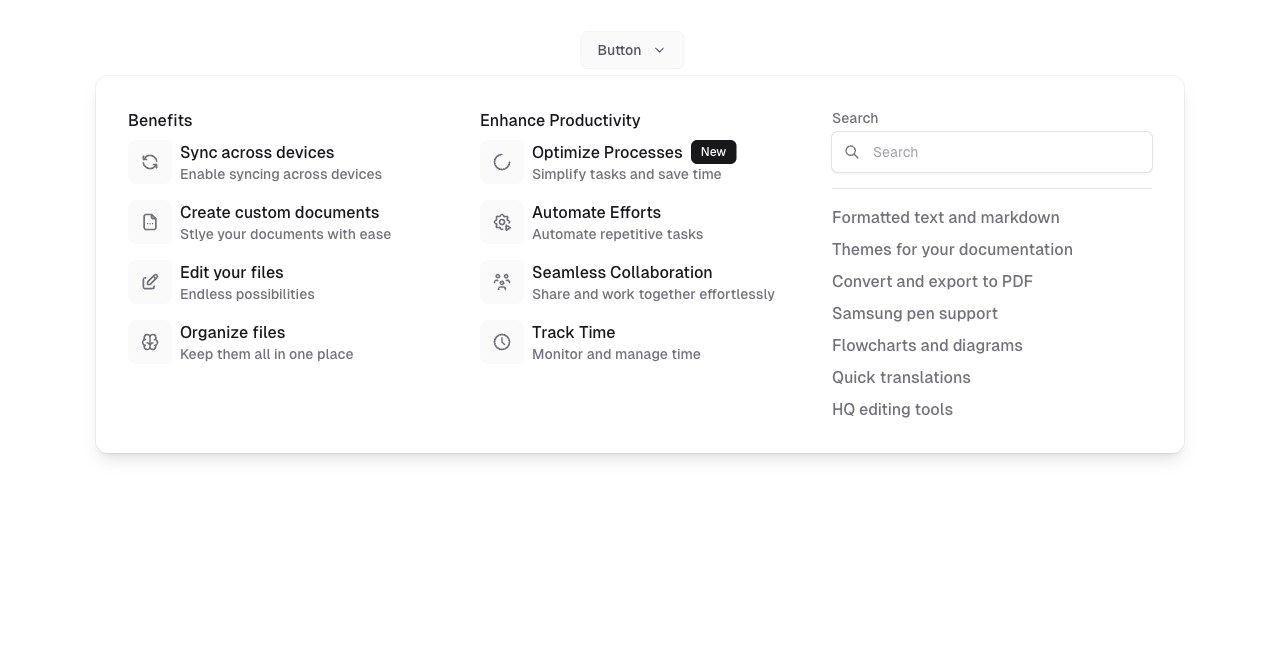 Button
Benefits
Sync across devices
Enable syncing across devices
Create custom documents
Stlye your documents with ease
Edit your files
Endless possibilities
Organize files
Keep them all in one place
Enhance Productivity
Optimize Processes New
Simplify tasks and save time
Automate Efforts
Automate repetitive tasks
Seamless Collaboration
Share and work together effortlessly
Track Time
Monitor and manage time
Search
Search
Formatted text and markdown
Themes for your documentation
Convert and export to PDF
Samsung pen support
Flowcharts and diagrams
Quick translations
HQ editing tools